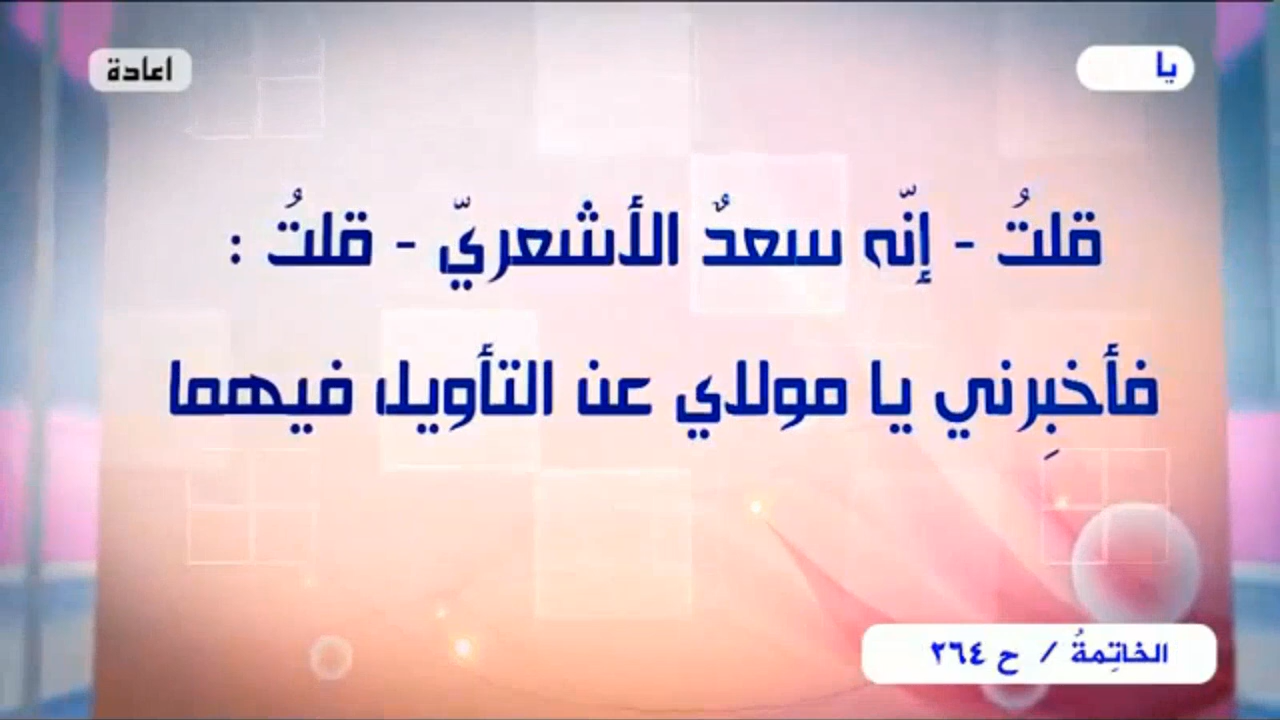 يا
اعادة
قلتُ - إنّه سعدٌ الأشعريّ - قلتُ :
فأخبِرني يا مولاي عن التأويل فيهما
الخاتِمةُ / ح ٢٦٤